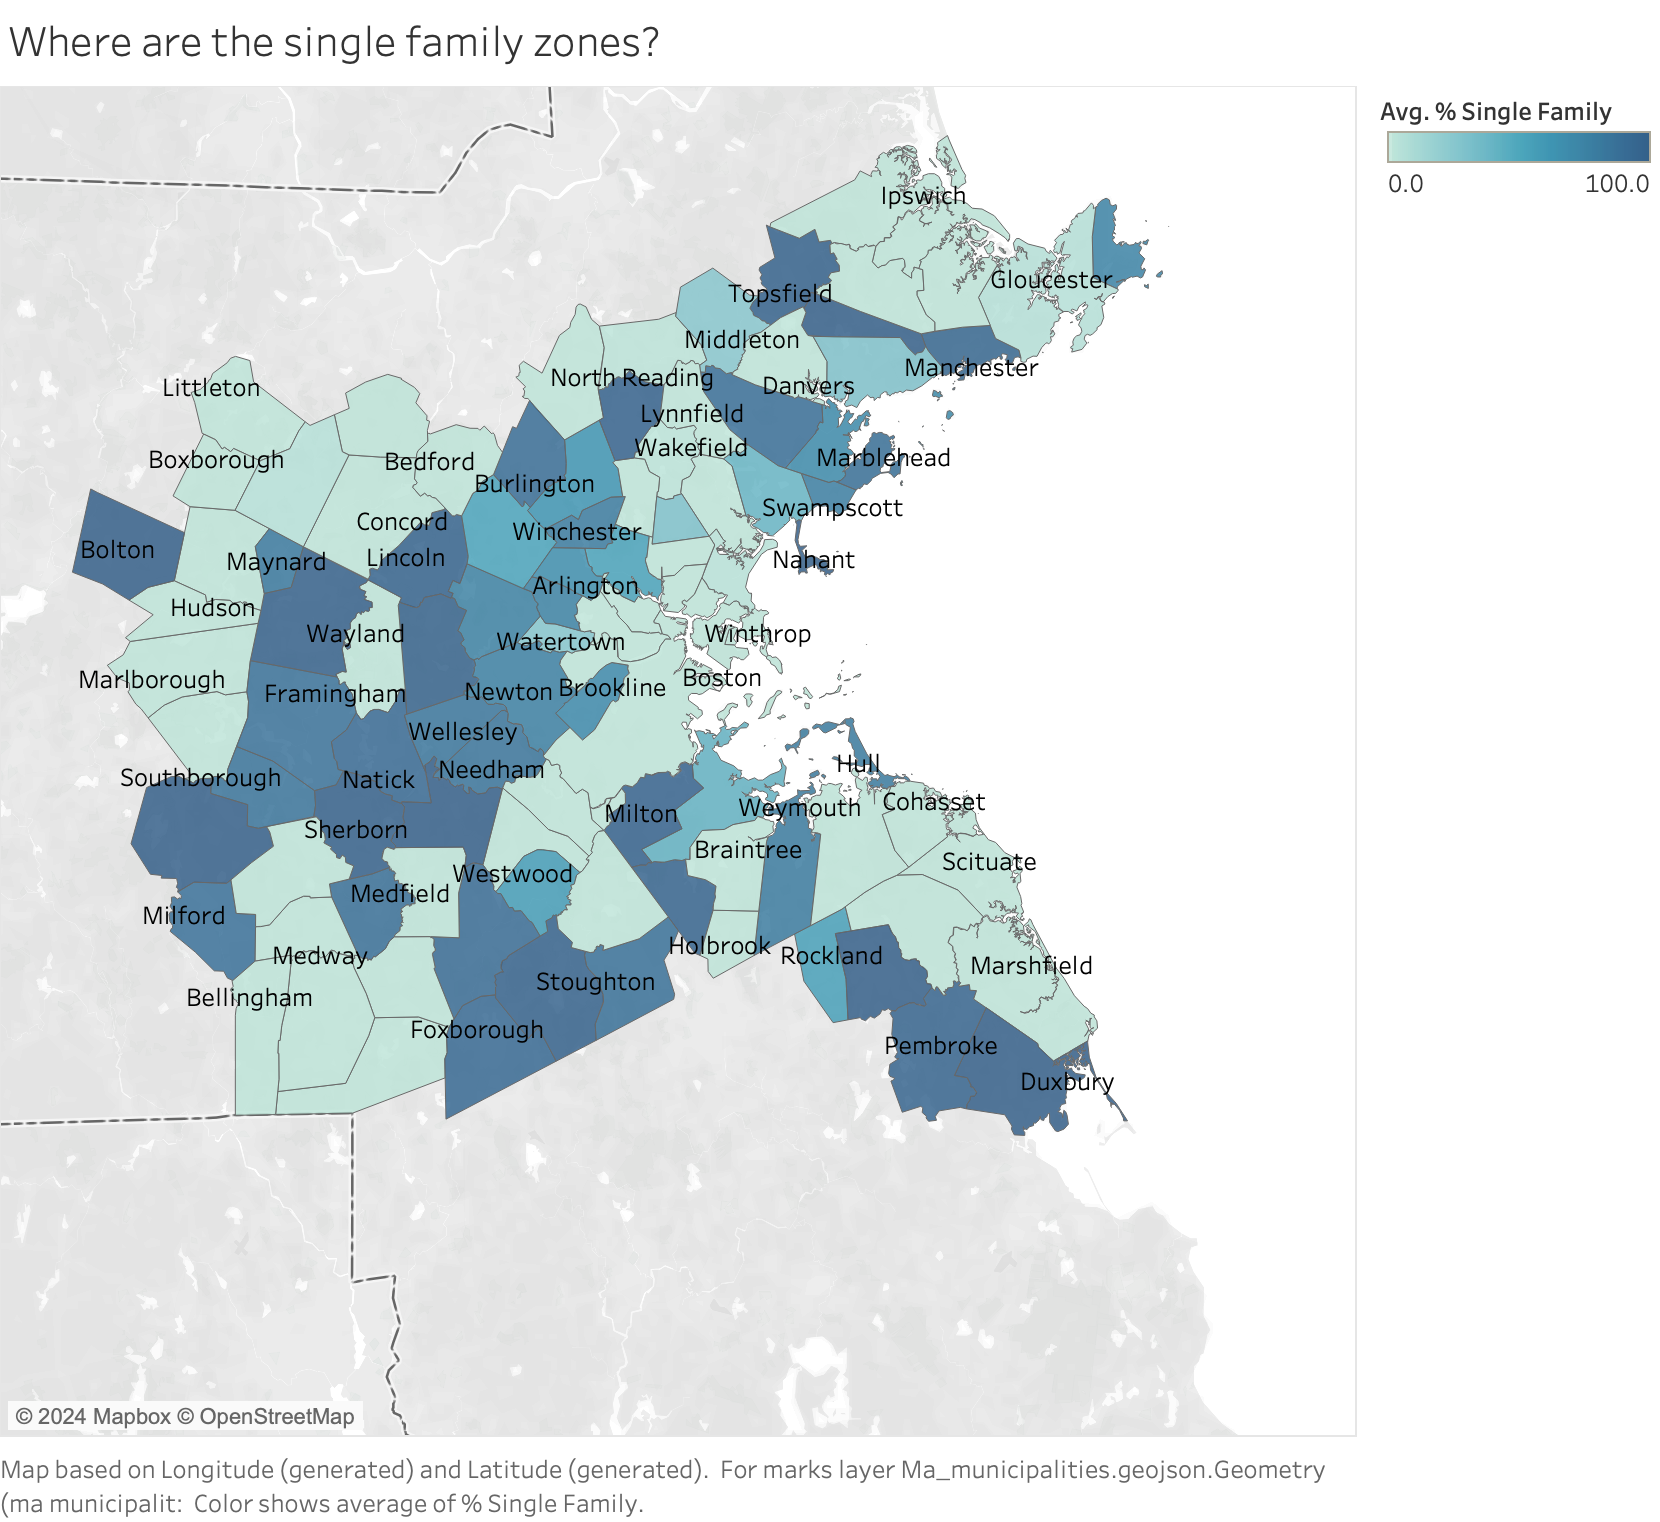 Where are the single family zones?
Avg. % Single Family
0.0 100.0
Ipswich
Gloucester
Topsfield
Middleton
Manchester
North Reading
Danvers
Littleton
Lynnfield
Wakefield
Marblehead
Boxborough
Bedford
Burlington
Swampscott
Concord
Winchester
Bolton
Maynard
Lincoln
Nahant
Arlington
Hudson
Wayland
Watertown
Winthrop
Marlborough
Framingham
Newton
Brookline
Boston
Wellesley
Southborough
Natick
Needham
Hull
Sherborn
Milton
Weymouth
Cohasset
Braintree
Scituate
Westwood
Medfield
Milford
Medway
Holbrook
Rockland
Marshfield
Bellingham
Stoughton
Foxborough
Pembroke
Duxbury
© 2024 Mapbox © OpenStreetMap
Map based on Longitude (generated) and Latitude (generated). For marks layer Ma_municipalities.geojson.Geometry
(ma municipalit: Color shows average of % Single Family.